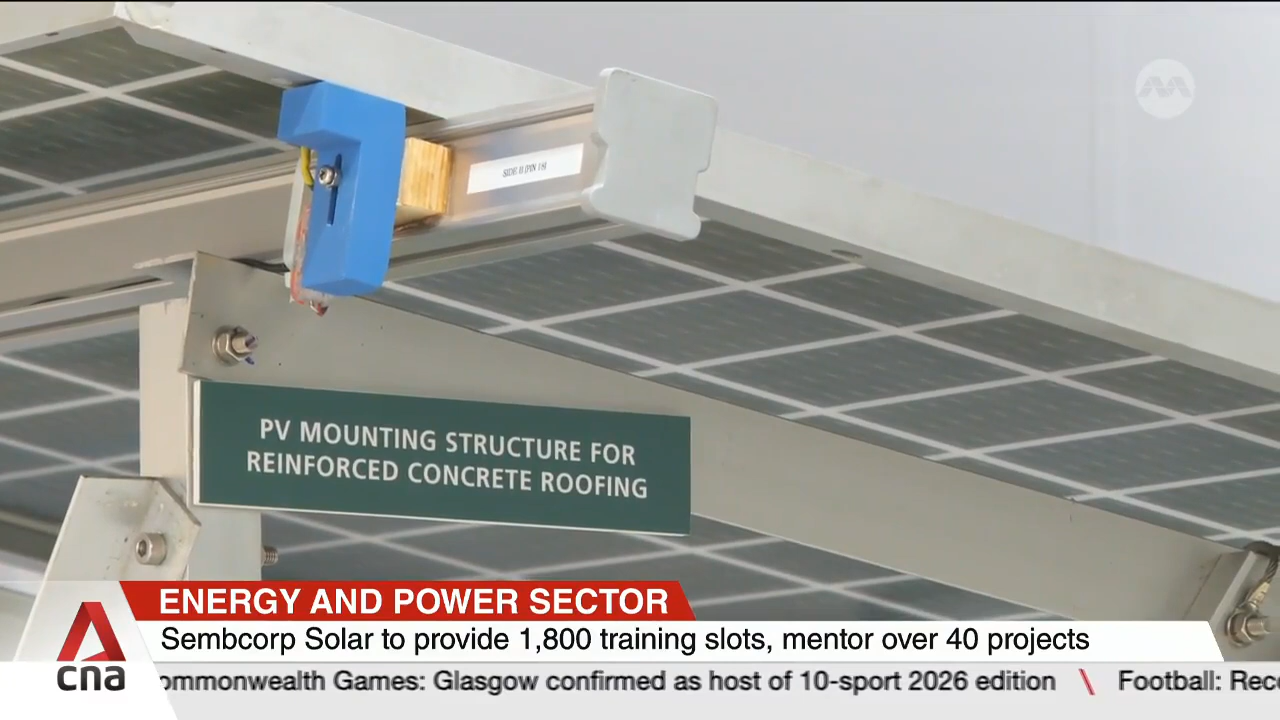 SIDE B (PIN 18)
PV MOUNTING STRUCTURE FOR
REINFORCED CONCRETE ROOFING
ENERGY AND POWER SECTOR
Sembcorp Solar to provide 1,800 training slots, mentor over 40 projects
cna
ommonwealth Games: Glasgow confirmed as host of 10-sport 2026 edition \ Football: Rec